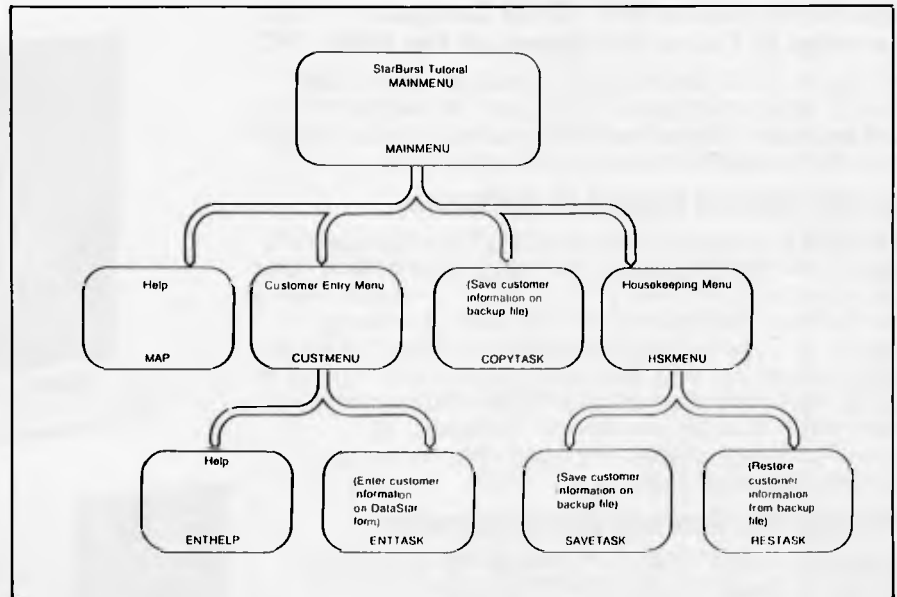 StarBurst Tutorial
MAINMENU
MAINMENU
Help
MAP
Customer Entry Menu
CUSTMENU
(Save customer
information on
backup file)
COPYTASK
Housekeeping Menu
HSKMENU
Help
ENTHELP
(Enter customer
information
on DataStar
form)
ENTTASK
(Save customer
information on
backup file)
SAVETASK
(Restore
customer
information
from backup
file)
RESTASK